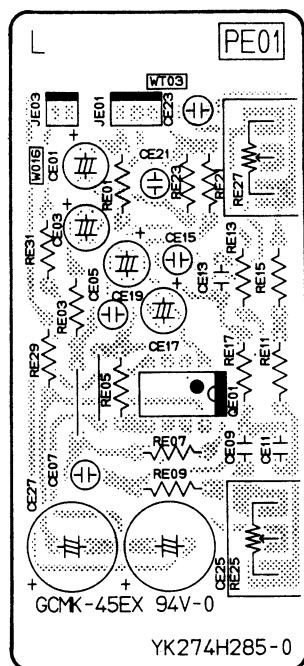 L
PE01
WT03
JE03
JE01
CE23
W016
CE01
RE01
CE21
RE23
RE27
CE03
RE31
CE05
CE15
CE13
RE13
RE15
RE03
CE19
CE17
RE29
RE05
RE17
RE11
QE01
RE07
CE09
CE11
CE07
RE09
CE27
CE25
RE25
GCMK-45EX 94V-0
YK274H285-0